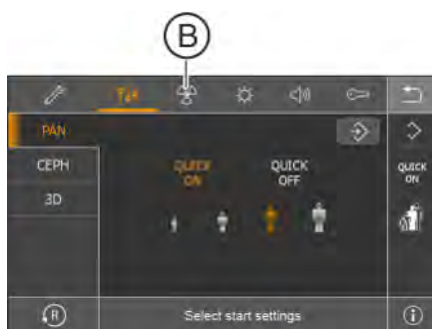 B
PAN
CEPH
3D
QUICK
ON
QUICK
OFF
QUICK
ON
R
Select start settings
i